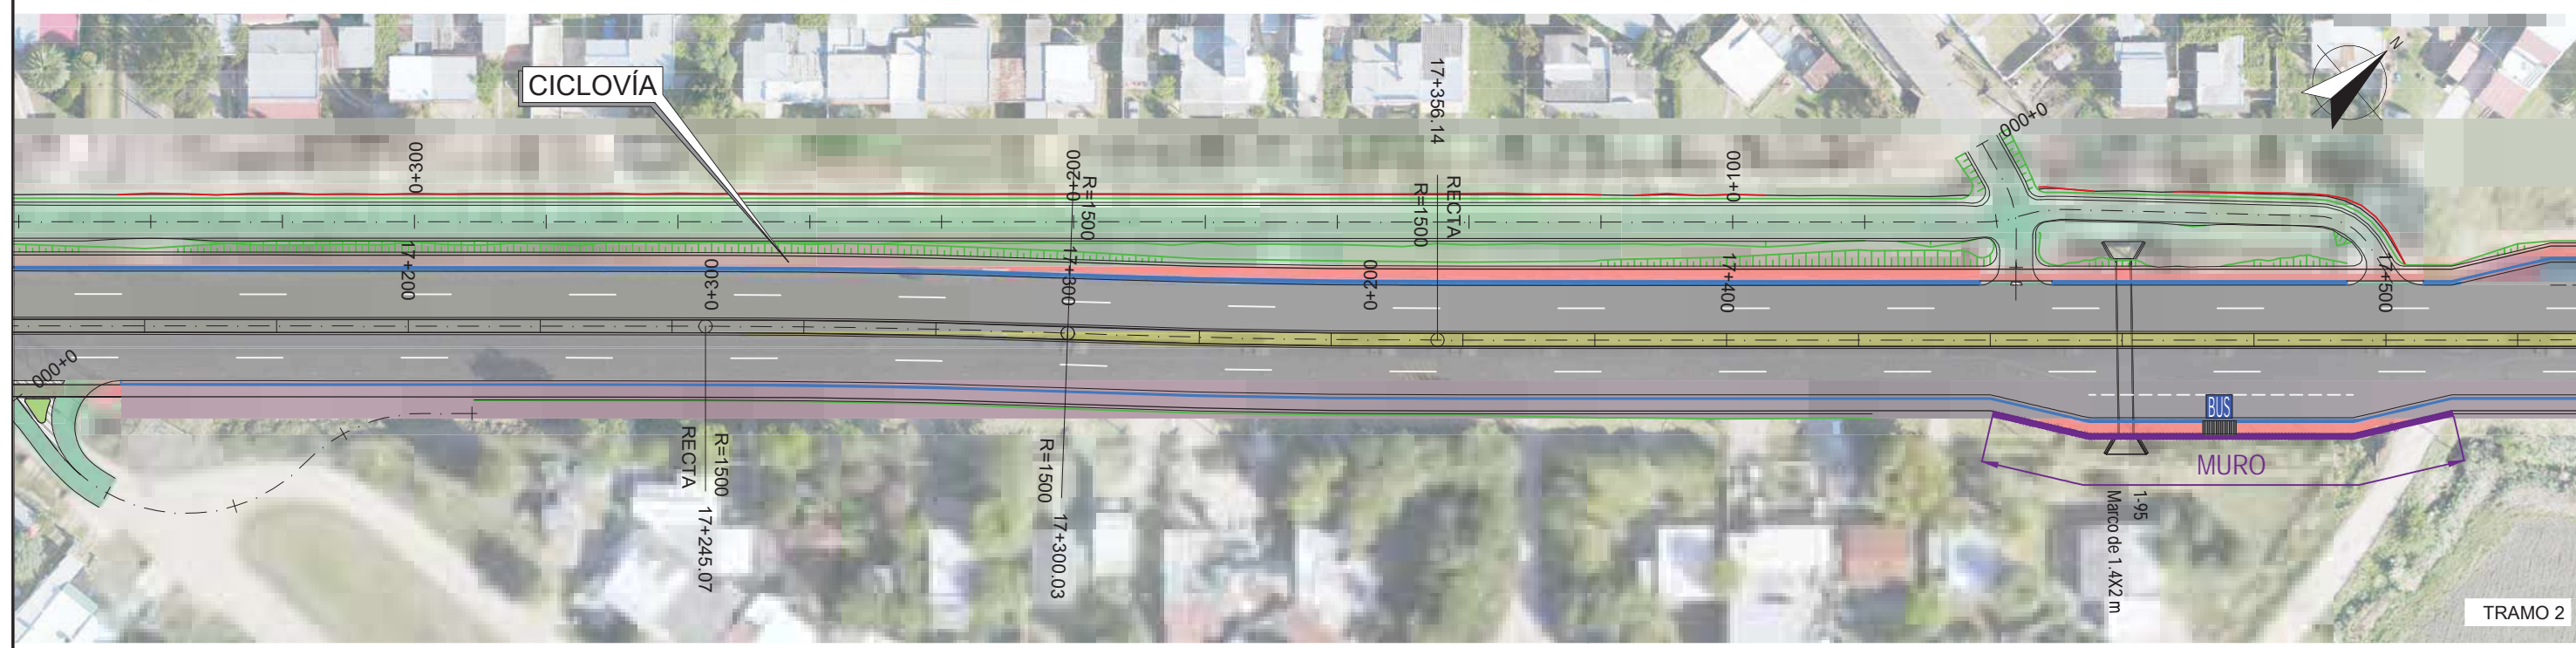 CICLOVÍA
17+356.14
N
0+000
0+300
0+200
R=1500
RECTA
R=1500
0+100
17+200
0+300
17+300
0+200
17+400
17+500
0+000
BUS
MURO
RECTA
R=1500
17+245.07
R=1500
17+300.03
1-95
Marco de 1.4X2 m
TRAMO 2